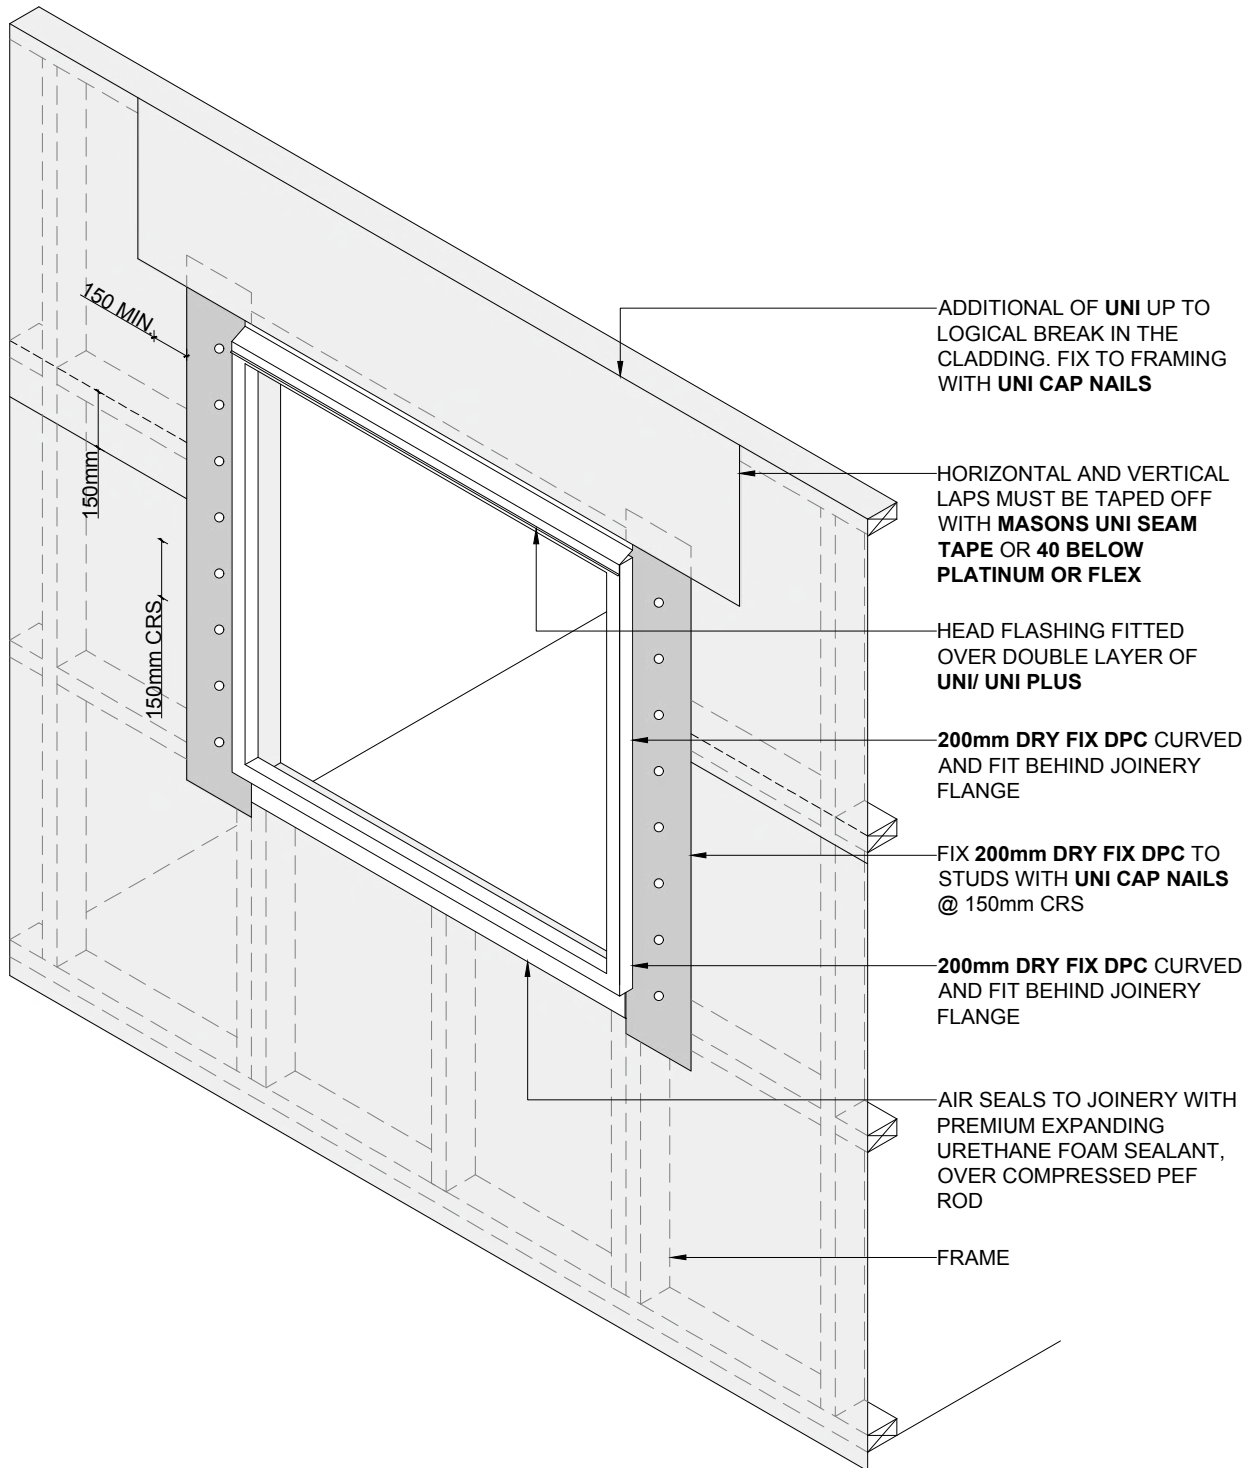 150 MIN.
150mm
150mm CRS
ADDITIONAL OF UNI UP TO
LOGICAL BREAK IN THE
CLADDING. FIX TO FRAMING
WITH UNI CAP NAILS
HORIZONTAL AND VERTICAL
LAPS MUST BE TAPED OFF
WITH MASONS UNI SEAM
TAPE OR 40 BELOW
PLATINUM OR FLEX
HEAD FLASHING FITTED
OVER DOUBLE LAYER OF
UNI/ UNI PLUS
200mm DRY FIX DPC CURVED
AND FIT BEHIND JOINERY
FLANGE
FIX 200mm DRY FIX DPC TO
STUDS WITH UNI CAP NAILS
@ 150mm CRS
200mm DRY FIX DPC CURVED
AND FIT BEHIND JOINERY
FLANGE
AIR SEALS TO JOINERY WITH
PREMIUM EXPANDING
URETHANE FOAM SEALANT,
OVER COMPRESSED PEF
ROD
FRAME